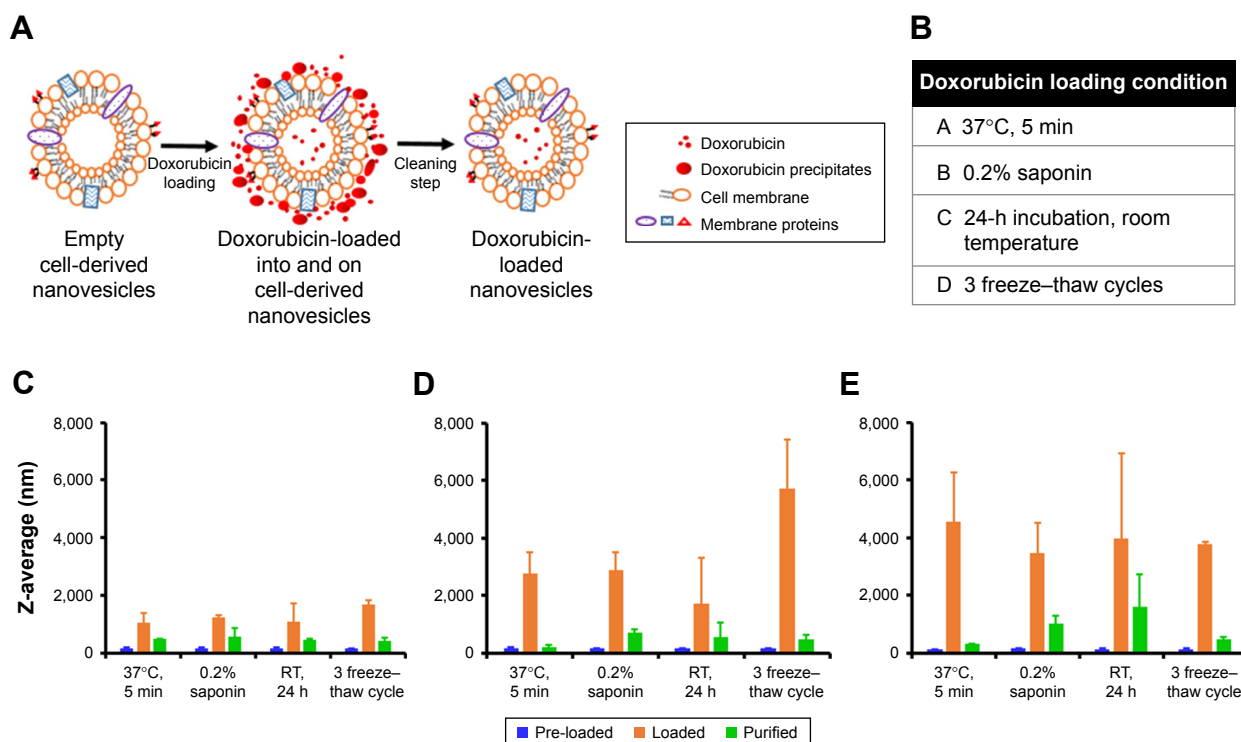 A
Doxorubicin
loading
Cleaning
step
Empty
cell-derived
nanovesicles
Doxorubicin-loaded
into and on
cell-derived
nanovesicles
Doxorubicin-
loaded
nanovesicles
Doxorubicin
Doxorubicin precipitates
Cell membrane
Membrane proteins
B
Doxorubicin loading condition
A 37°C, 5 min
B 0.2% saponin
C 24-h incubation, room
temperature
D 3 freeze–thaw cycles
C
Z-average (nm)
8,000
6,000
4,000
2,000
0
37°C,
5 min
0.2%
saponin
RT,
24 h
3 freeze–
thaw cycle
D
8,000
6,000
4,000
2,000
0
37°C,
5 min
0.2%
saponin
RT,
24 h
3 freeze–
thaw cycle
E
8,000
6,000
4,000
2,000
0
37°C,
5 min
0.2%
saponin
RT,
24 h
3 freeze–
thaw cycle
Pre-loaded Loaded Purified